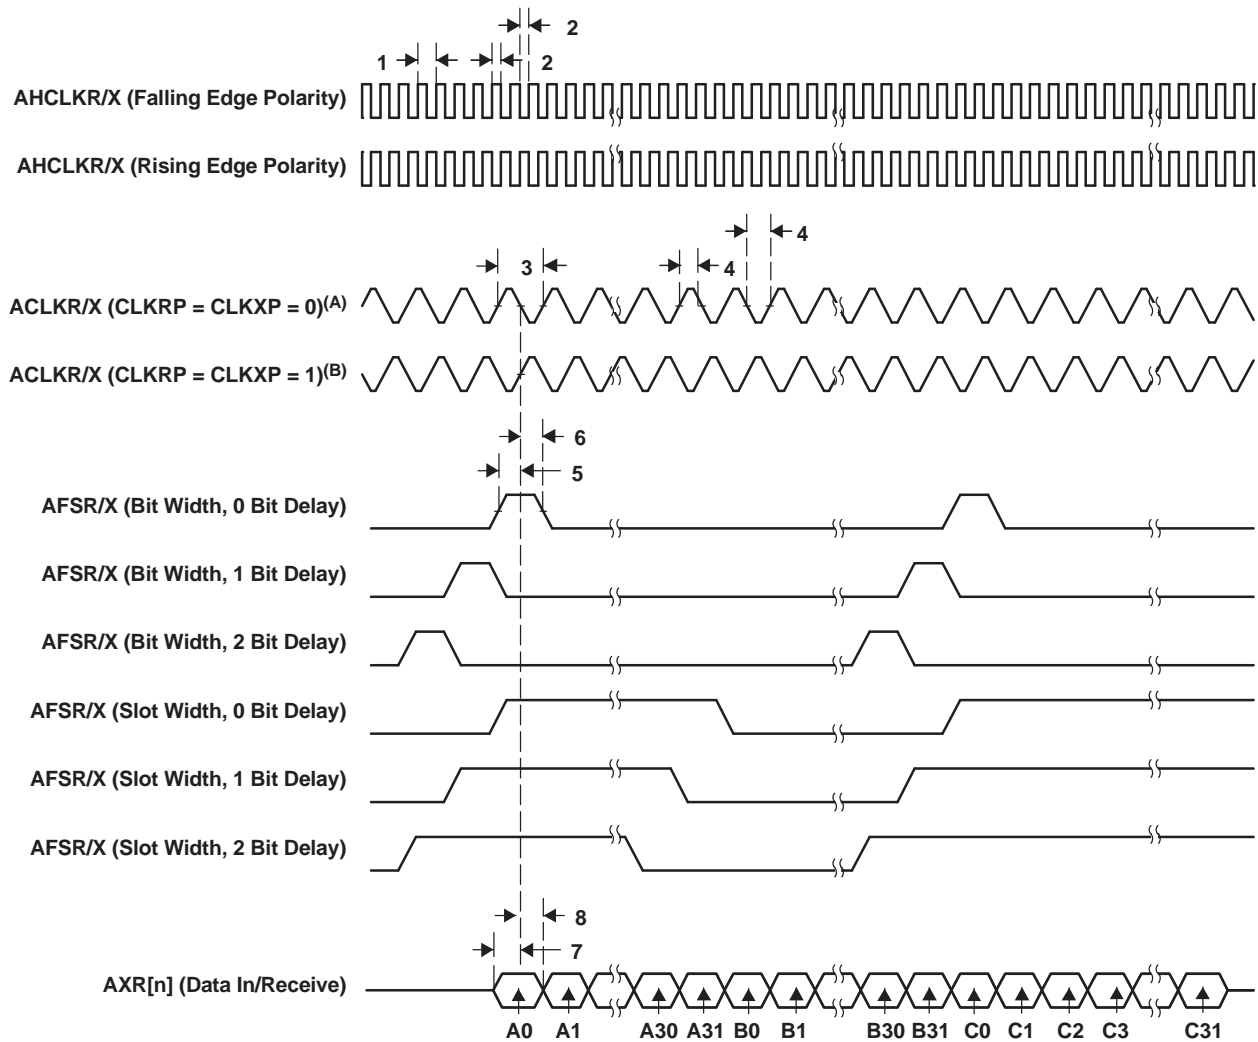 2
1
2
AHCLKR/X (Falling Edge Polarity)
AHCLKR/X (Rising Edge Polarity)
4
3
4
ACLKR/X (CLKRP = CLKXP = 0)(A)
ACLKR/X (CLKRP = CLKXP = 1)(B)
6
5
AFSR/X (Bit Width, 0 Bit Delay)
AFSR/X (Bit Width, 1 Bit Delay)
AFSR/X (Bit Width, 2 Bit Delay)
AFSR/X (Slot Width, 0 Bit Delay)
AFSR/X (Slot Width, 1 Bit Delay)
AFSR/X (Slot Width, 2 Bit Delay)
8
7
AXR[n] (Data In/Receive)
A0 A1 A30 A31 B0 B1 B30 B31 C0 C1 C2 C3 C31